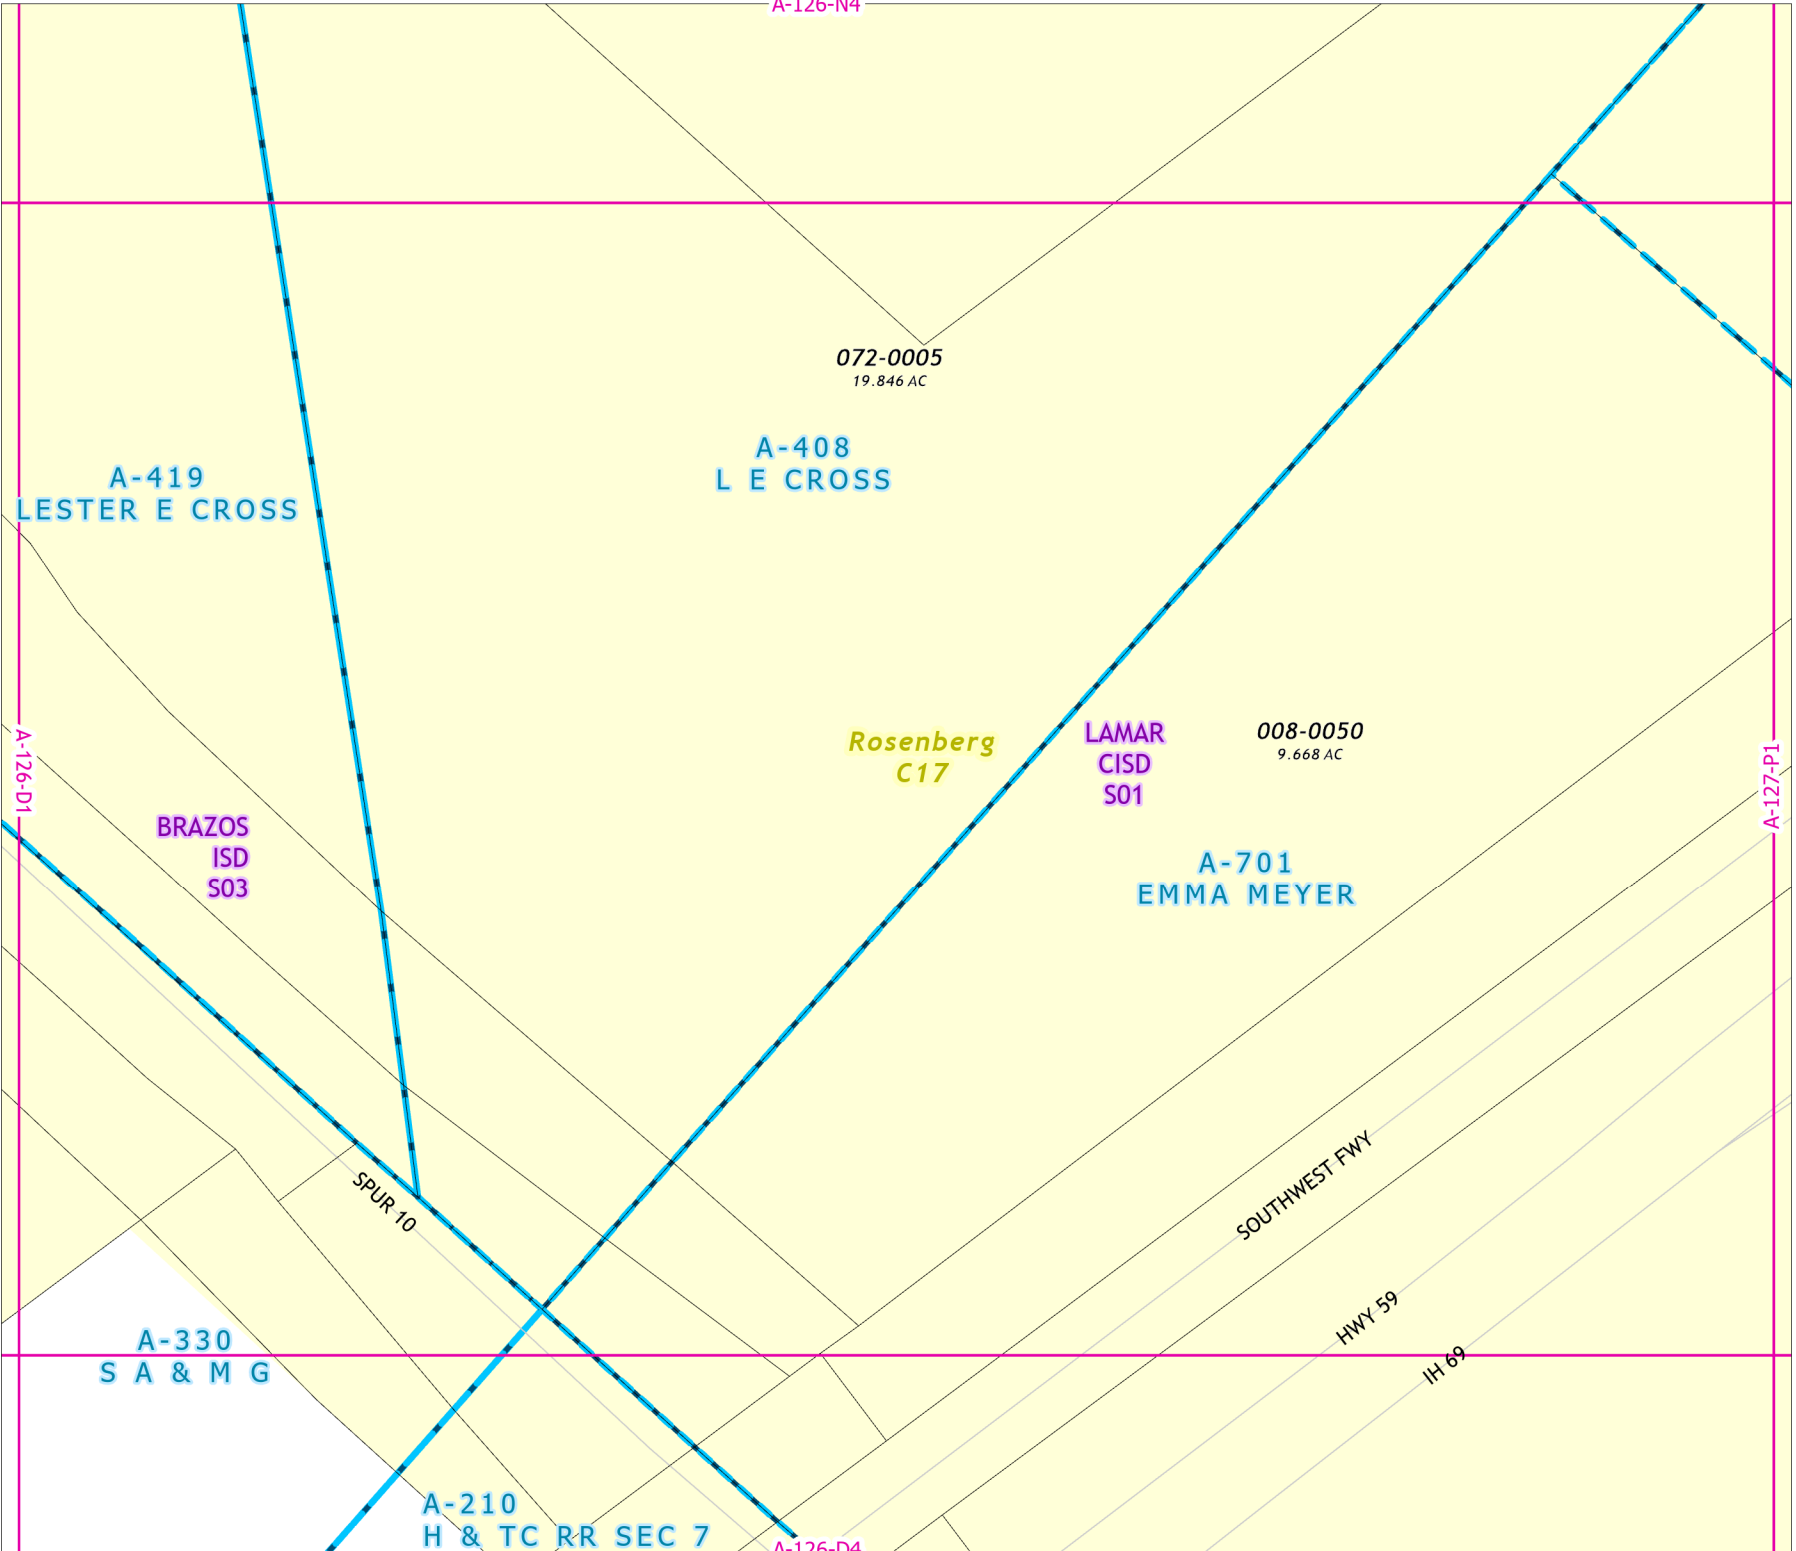 A-126-N4
072-0005
19.846 AC
A-408
L E CROSS
A-419
LESTER E CROSS
Rosenberg
C17
LAMAR
CISD
S01
008-0050
9.668 AC
A-126-D1
A-127-P1
BRAZOS
ISD
S03
A-701
EMMA MEYER
SPUR 10
SOUTHWEST FWY
HWY 59
IH 69
A-330
S A & M G
A-210
H & TC RR SEC 7
A-126-D4